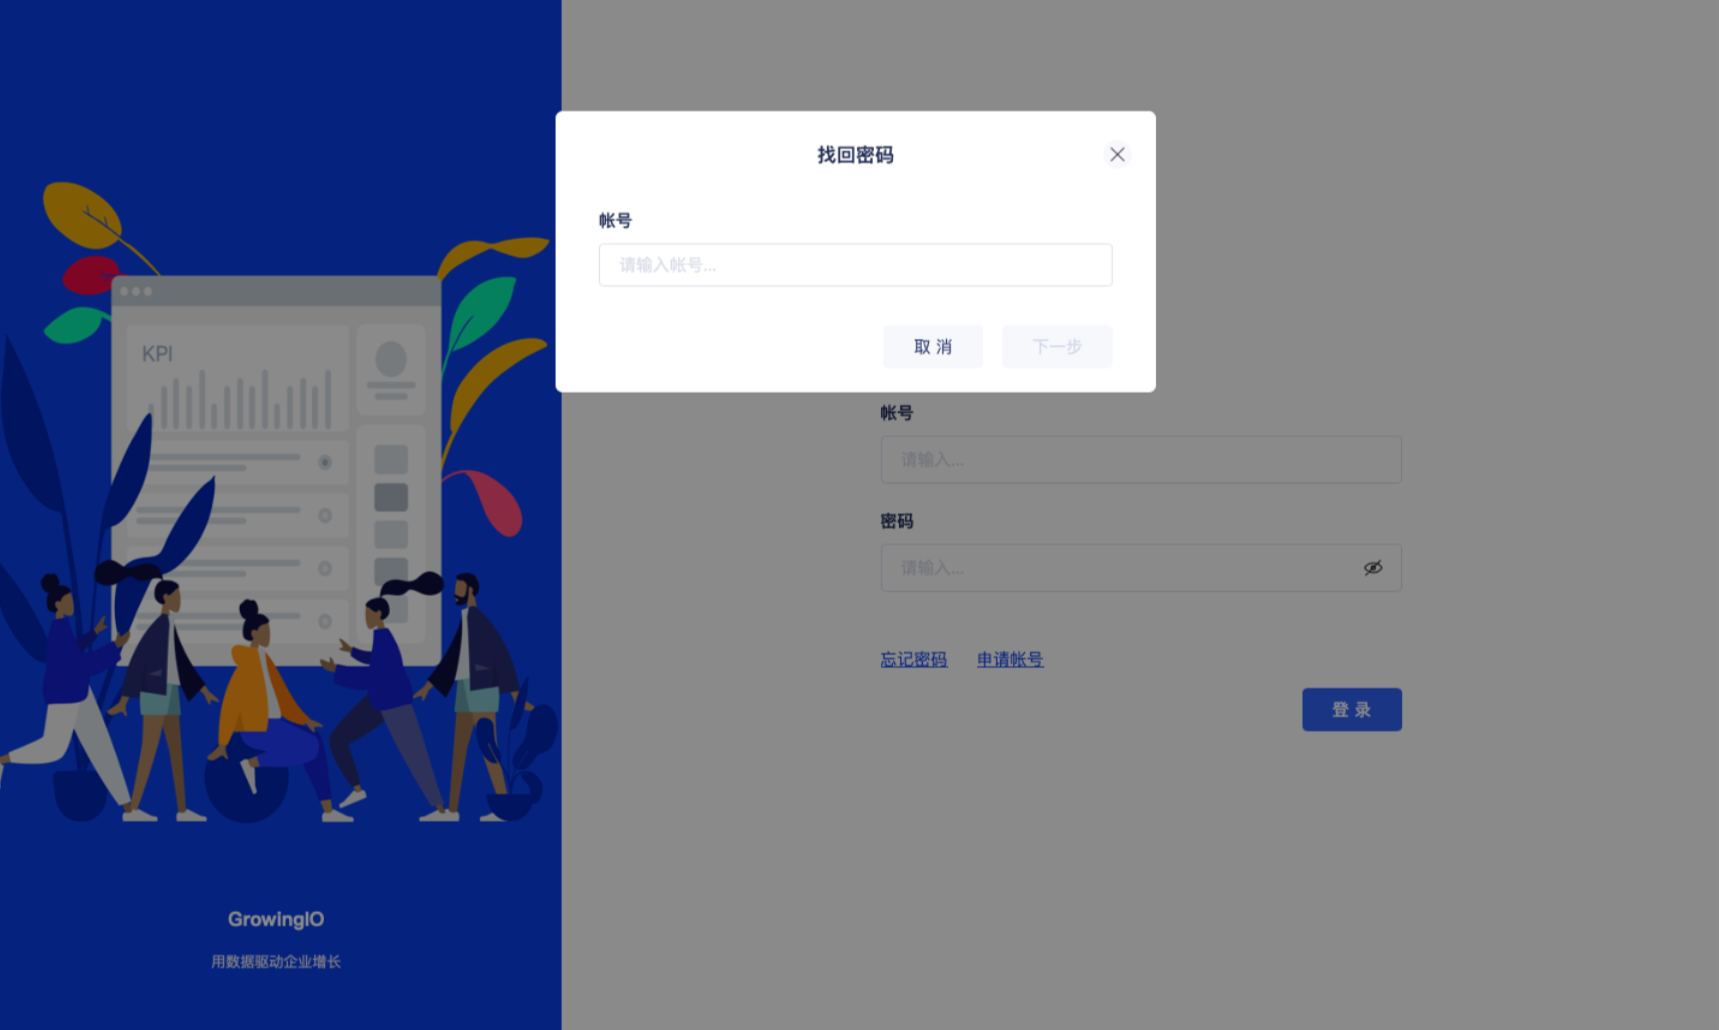 找回密码
帐号
请输入帐号...
取 消
下一步
KPI
帐号
请输入...
密码
请输入...
忘记密码
申请帐号
登 录
GrowingIO
用数据驱动企业增长